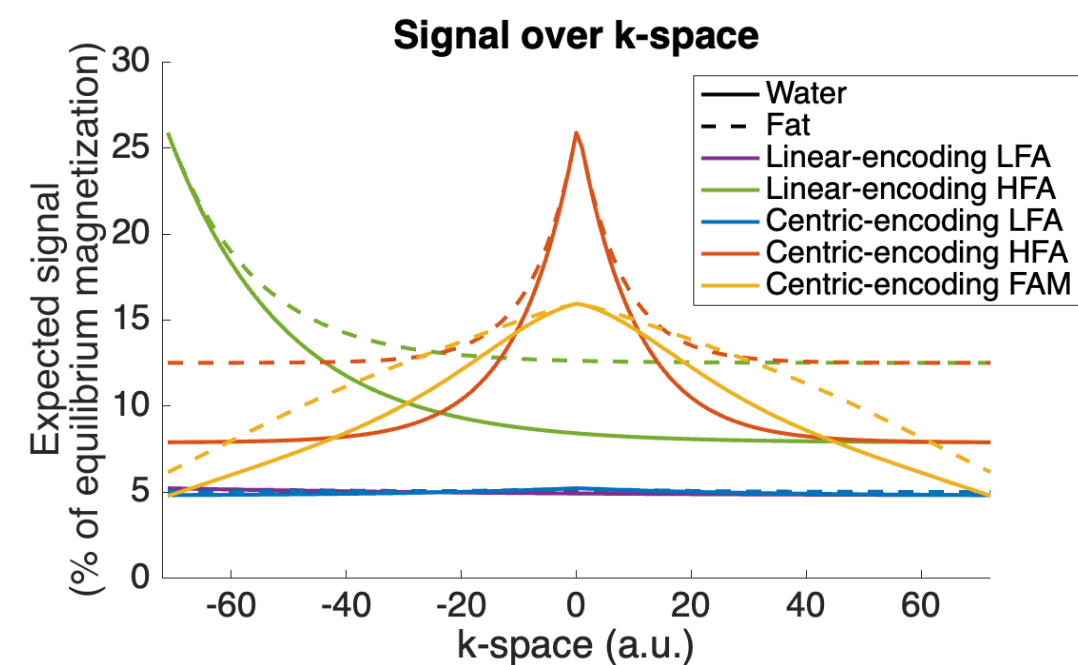 Signal over k-space
Expected signal
(% of equilibrium magnetization)
30
25
20
15
10
5
0
Water
Fat
Linear-encoding LFA
Linear-encoding HFA
Centric-encoding LFA
Centric-encoding HFA
Centric-encoding FAM
-60 -40 -20 0 20 40 60
k-space (a.u.)